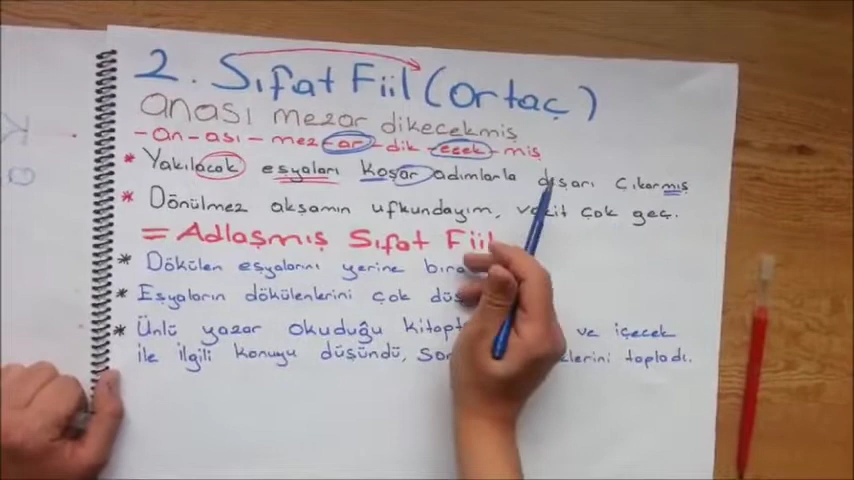 2. Sıfat Fiil (Ortaç)
anası mezar dikecekmiş
-an-ası-mez-ar-dik-ecek-miş
* Yakılacak eşyaları koşar adımlarla dışarı çıkarmış
* Dönülmez akşamın ufkundayım, vakit çok geç.
= Adlaşmış Sıfat Fiil
* Dökülen eşyalarını yerine
* Eşyaların dökülenlerini çok
* Ünlü yazar okuduğu ve içecek
ile ilgili konuyu düşündü, topladı.